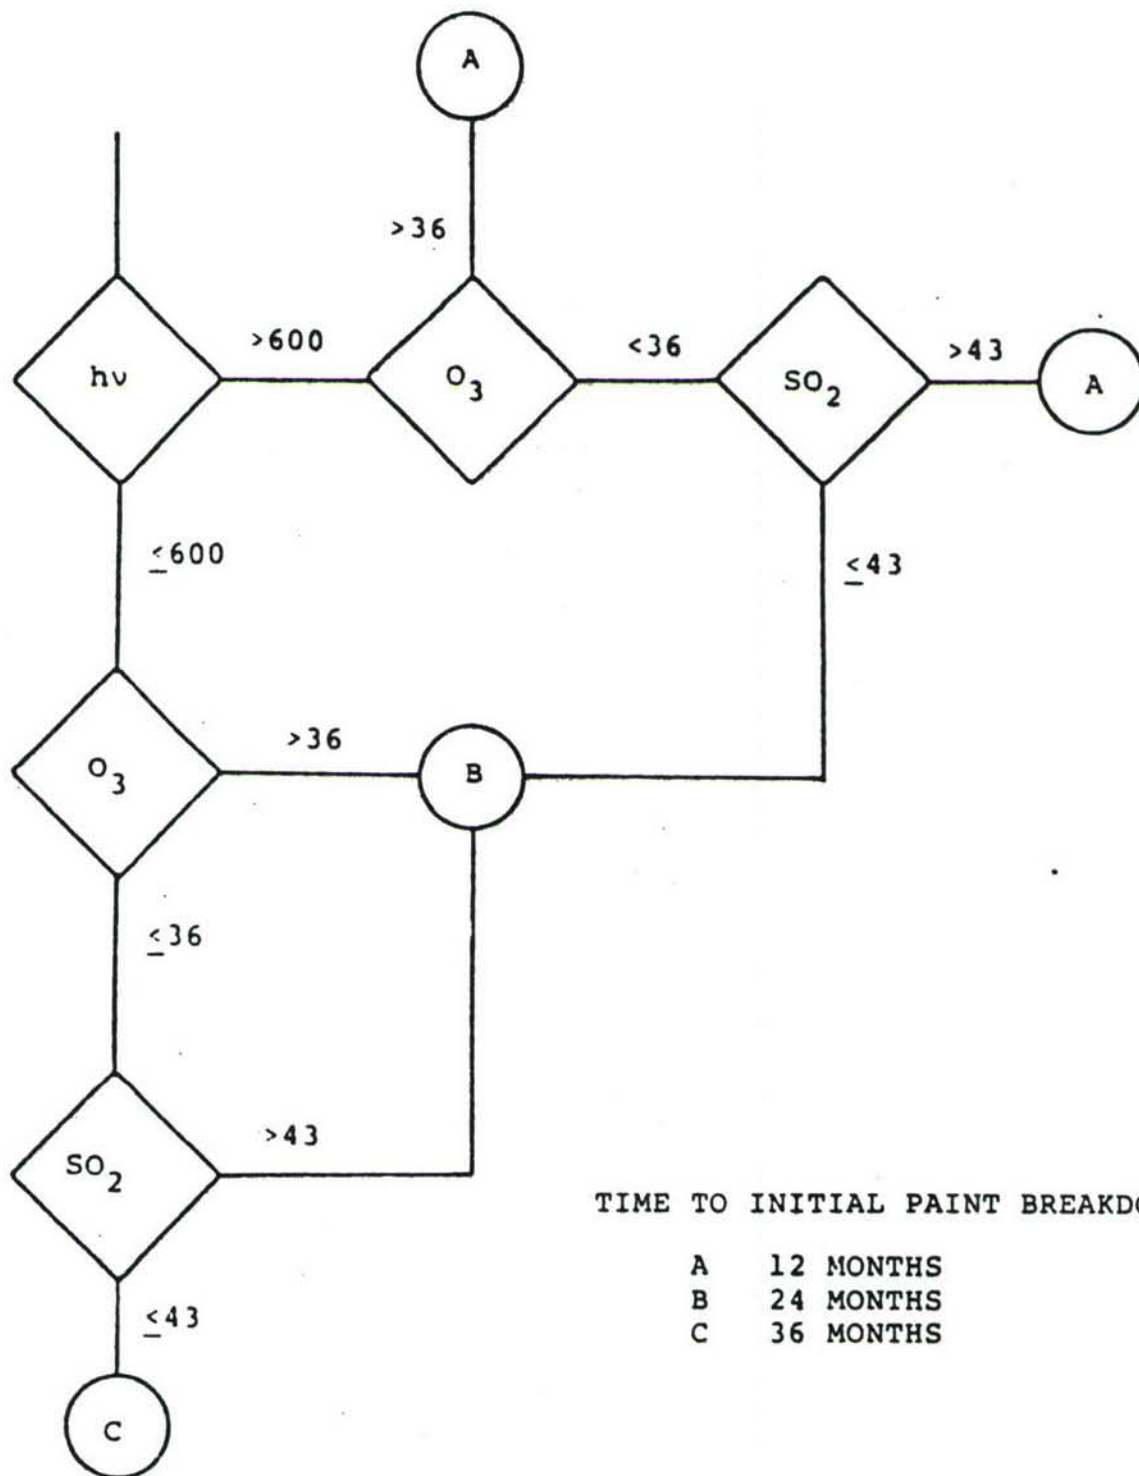 A
>36
hν
>600
O3
<36
SO2
>43
A
≤600
≤43
O3
>36
B
≤36
SO2
>43
TIME TO INITIAL PAINT BREAKDO
A 12 MONTHS
B 24 MONTHS
C 36 MONTHS
≤43
C